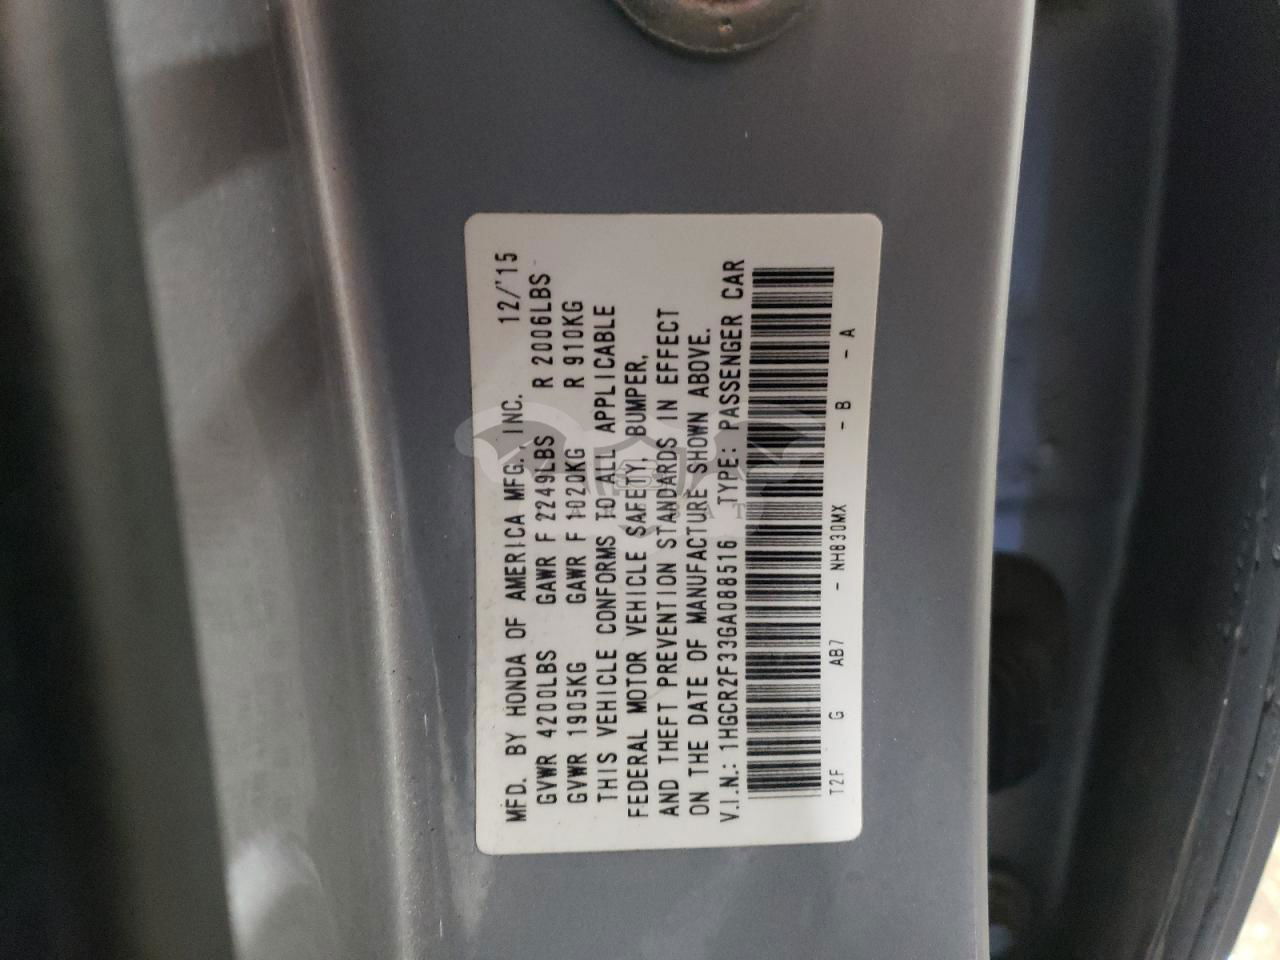 MFD. BY HONDA OF AMERICA MFG., INC. 12/'15
GVWR 4200LBS GAWR F 2249LBS R 2006LBS
GVWR 1905KG GAWR F 1020KG R 910KG
THIS VEHICLE CONFORMS TO ALL APPLICABLE
FEDERAL MOTOR VEHICLE SAFETY, BUMPER,
AND THEFT PREVENTION STANDARDS IN EFFECT
ON THE DATE OF MANUFACTURE SHOWN ABOVE.
V.I.N.: 1HGCR2F33GA088516 TYPE: PASSENGER CAR
T2F G AB7 - NH830MX - B - A